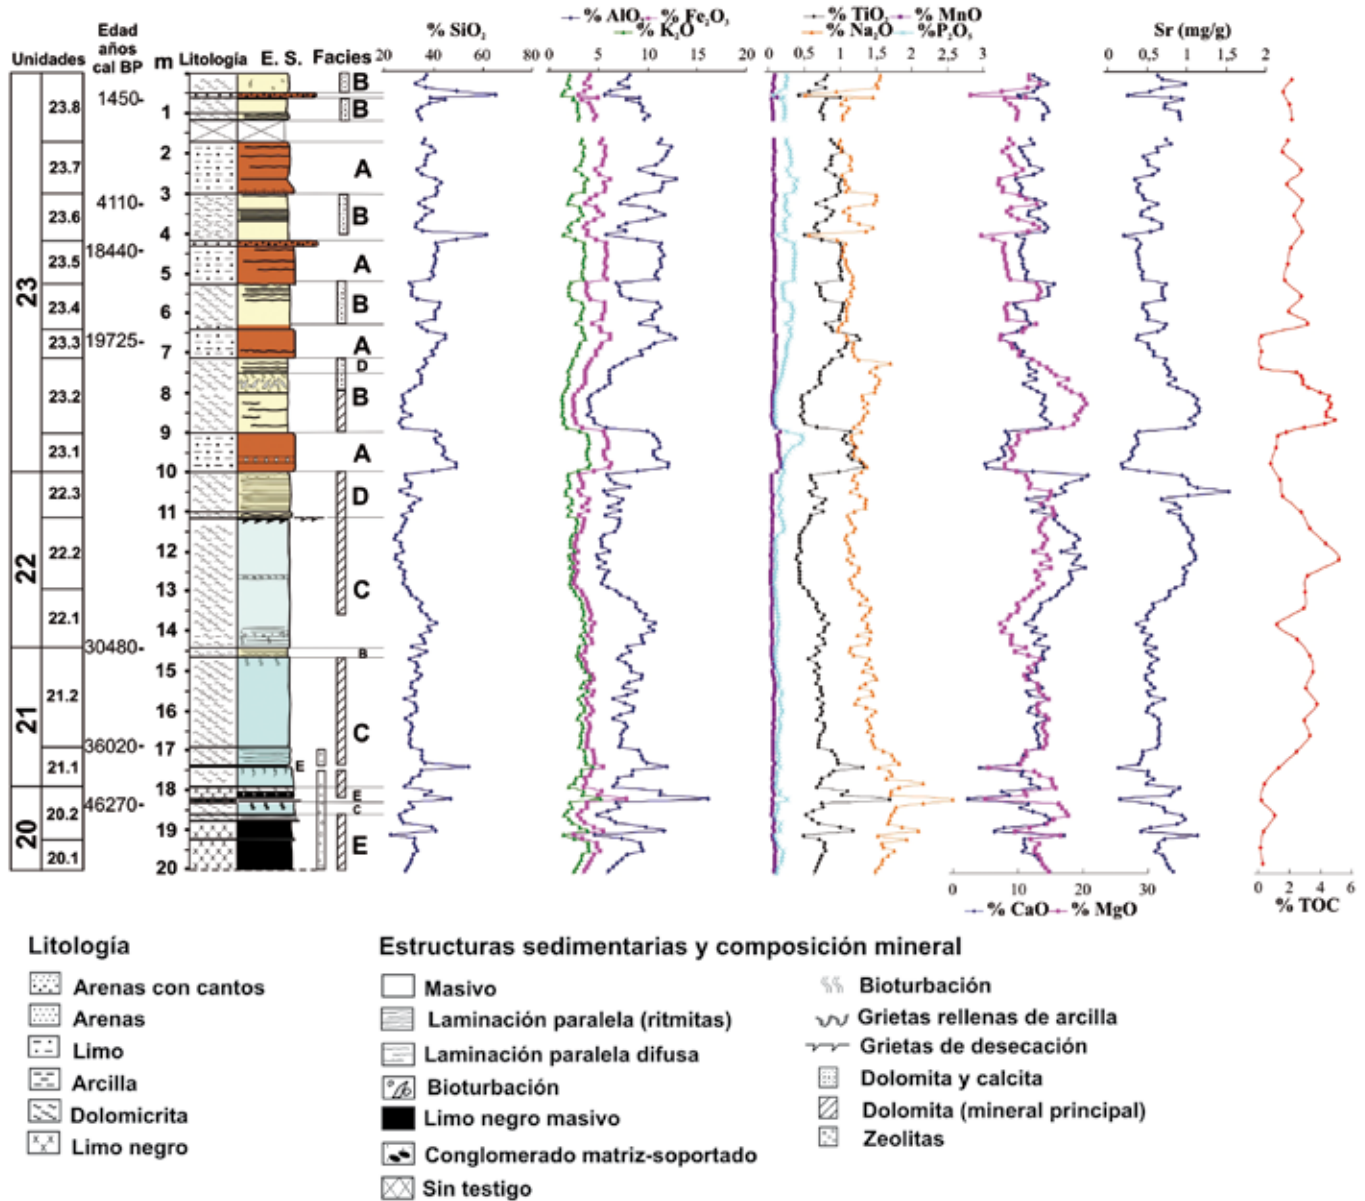 % AlO₂ % Fe₂O₃
% K₂O
% TiO₂ % MnO
% Na₂O %P₂O₅
% SiO₂
Sr (mg/g)
Edad
años
cal BP
Unidades m Litología E. S. Facies
20 40 60 80
0 5 10 15 20
0 0,5 1 1,5 2 2,5 3
0 0,5 1 1,5 2
23
23.8
23.7
23.6
23.5
23.4
23.3
23.2
23.1
22
22.3
22.2
22.1
21
21.2
21.1
20
20.2
20.1
1450-
4110-
18440-
19725-
30480-
36020-
46270-
1
2
3
4
5
6
7
8
9
10
11
12
13
14
15
16
17
18
19
20
B
B
A
B
A
B
A
D
B
A
D
C
B
C
E
E
C
E
0 10 20 30
% CaO % MgO
0 2 4 6
% TOC
Litología
Arenas con cantos
Arenas
Limo
Arcilla
Dolomicrita
Limo negro
Estructuras sedimentarias y composición mineral
Masivo
Laminación paralela (ritmitas)
Laminación paralela difusa
Bioturbación
Limo negro masivo
Conglomerado matriz-soportado
Sin testigo
Bioturbación
Grietas rellenas de arcilla
Grietas de desecación
Dolomita y calcita
Dolomita (mineral principal)
Zeolitas